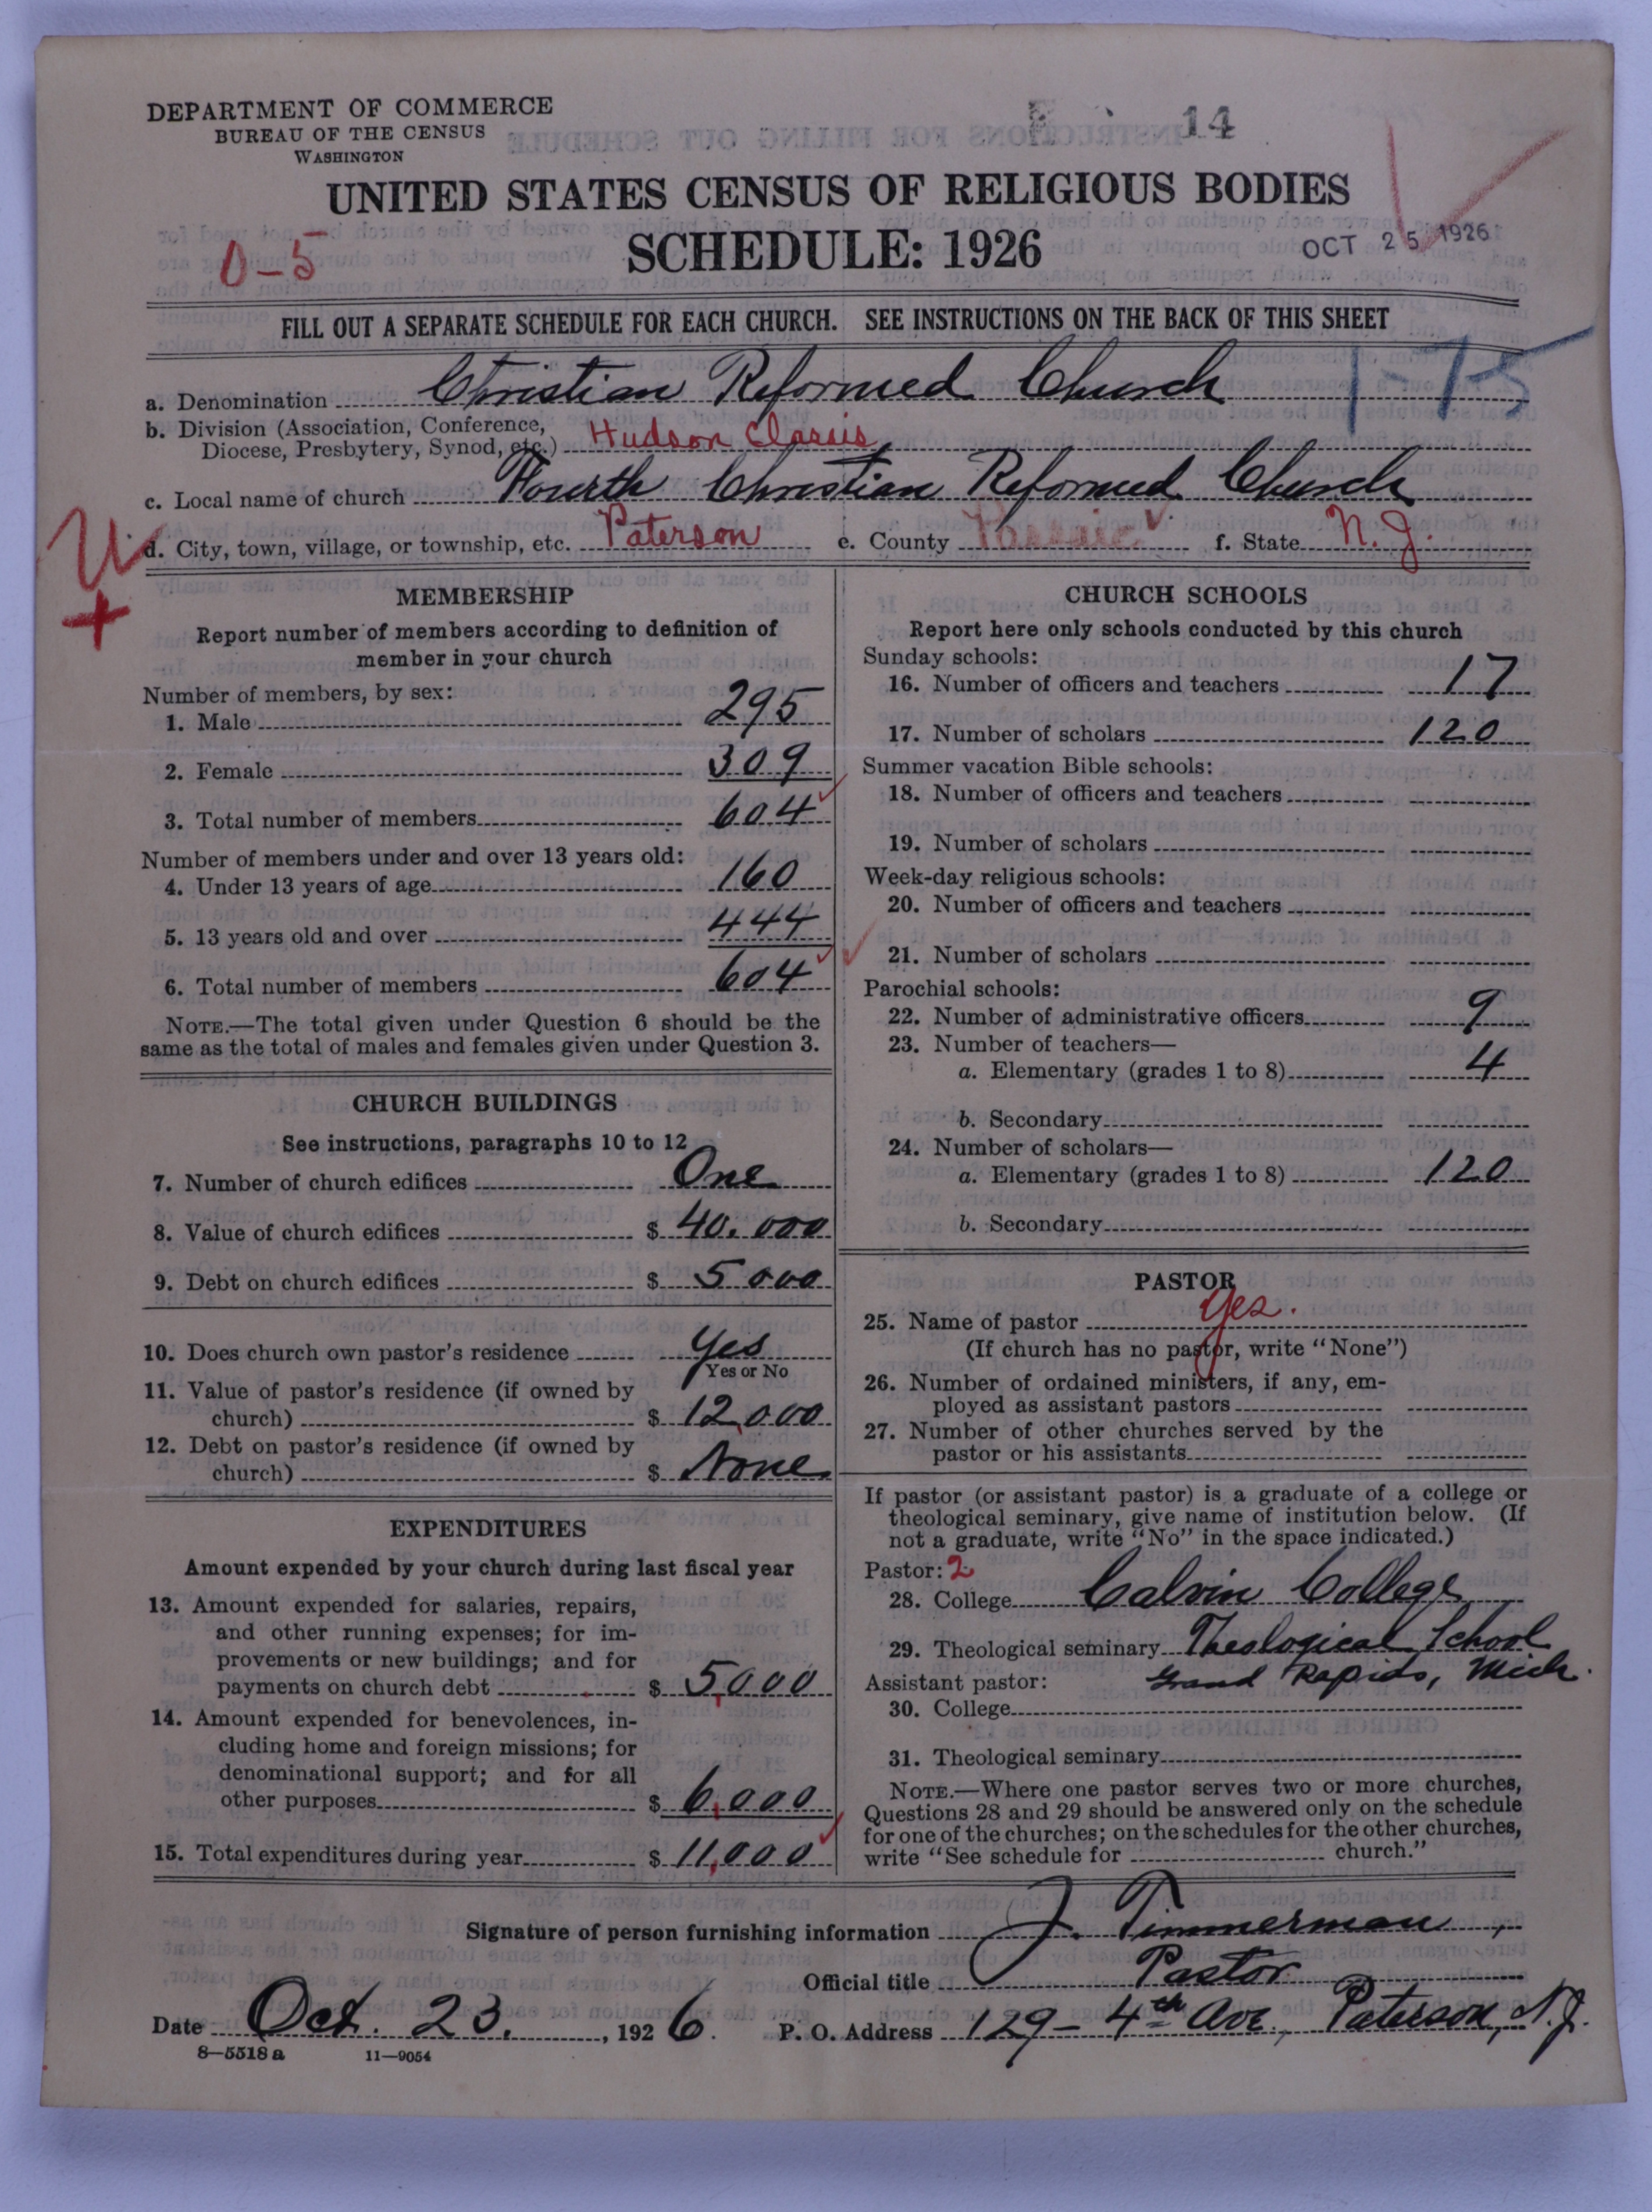 DEPARTMENT OF COMMERCE
BUREAU OF THE CENSUS
WASHINGTON
14
UNITED STATES CENSUS OF RELIGIOUS BODIES
SCHEDULE: 1926
OCT 25 1926
0-5
FILL OUT A SEPARATE SCHEDULE FOR EACH CHURCH. SEE INSTRUCTIONS ON THE BACK OF THIS SHEET
1-75
a. Denomination Christian Reformed Church
b. Division (Association, Conference,
Diocese, Presbytery, Synod, etc.) Hudson Classis
c. Local name of church Fourth Christian Reformed Church
d. City, town, village, or township, etc. Paterson e. County Passaic f. State N.J.
MEMBERSHIP
Report number of members according to definition of
member in your church
Number of members, by sex:
1. Male 295
2. Female 309
3. Total number of members 604
Number of members under and over 13 years old:
4. Under 13 years of age 160
5. 13 years old and over 444
6. Total number of members 604
NOTE.—The total given under Question 6 should be the
same as the total of males and females given under Question 3.
CHURCH BUILDINGS
See instructions, paragraphs 10 to 12
7. Number of church edifices One
8. Value of church edifices $ 40,000
9. Debt on church edifices $ 5000
10. Does church own pastor's residence Yes
Yes or No
11. Value of pastor's residence (if owned by
church) $ 12,000
12. Debt on pastor's residence (if owned by
church) $ None
EXPENDITURES
Amount expended by your church during last fiscal year
13. Amount expended for salaries, repairs,
and other running expenses; for im-
provements or new buildings; and for
payments on church debt $ 5,000
14. Amount expended for benevolences, in-
cluding home and foreign missions; for
denominational support; and for all
other purposes $ 6,000
15. Total expenditures during year $ 11,000
CHURCH SCHOOLS
Report here only schools conducted by this church
Sunday schools:
16. Number of officers and teachers 17
17. Number of scholars 120
Summer vacation Bible schools:
18. Number of officers and teachers
19. Number of scholars
Week-day religious schools:
20. Number of officers and teachers
21. Number of scholars
Parochial schools:
22. Number of administrative officers 9
23. Number of teachers—
a. Elementary (grades 1 to 8) 4
b. Secondary
24. Number of scholars—
a. Elementary (grades 1 to 8) 120
b. Secondary
PASTOR
25. Name of pastor Yes.
(If church has no pastor, write "None")
26. Number of ordained ministers, if any, em-
ployed as assistant pastors
27. Number of other churches served by the
pastor or his assistants
If pastor (or assistant pastor) is a graduate of a college or
theological seminary, give name of institution below. (If
not a graduate, write "No" in the space indicated.)
Pastor: 2
28. College Calvin College
29. Theological seminary Theological School
Assistant pastor: Grand Rapids, Mich.
30. College
31. Theological seminary
NOTE.—Where one pastor serves two or more churches,
Questions 28 and 29 should be answered only on the schedule
for one of the churches; on the schedules for the other churches,
write "See schedule for church."
Signature of person furnishing information J. Timmerman,
Official title Pastor
Date Oct. 23, 1926. P. O. Address 129 - 4th Ave., Paterson, N.J.
8—5518 a 11—9054